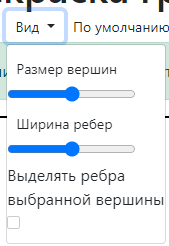 Вид По умолчанию
Размер вершин
Ширина ребер
Выделять ребра
выбранной вершины